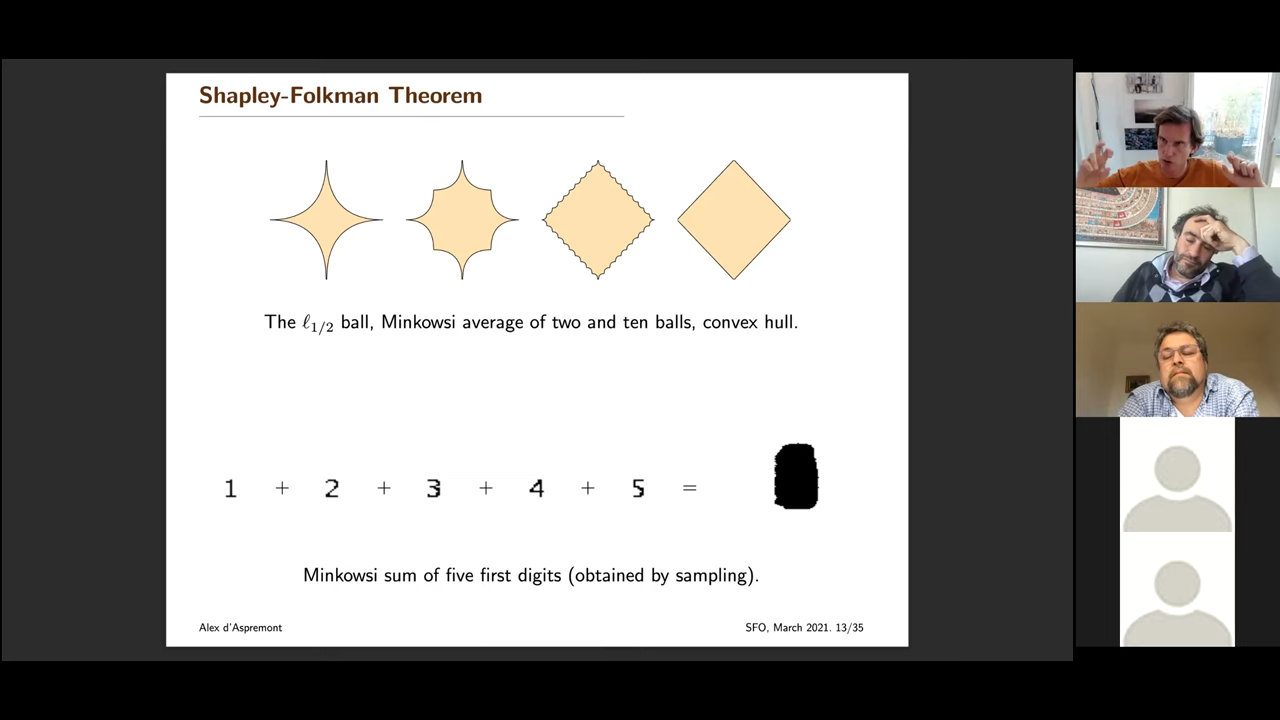 Shapley-Folkman Theorem
The ℓ1/2 ball, Minkowsi average of two and ten balls, convex hull.
1 + 2 + 3 + 4 + 5 =
Minkowsi sum of five first digits (obtained by sampling).
Alex d'Aspremont
SFO, March 2021. 13/35